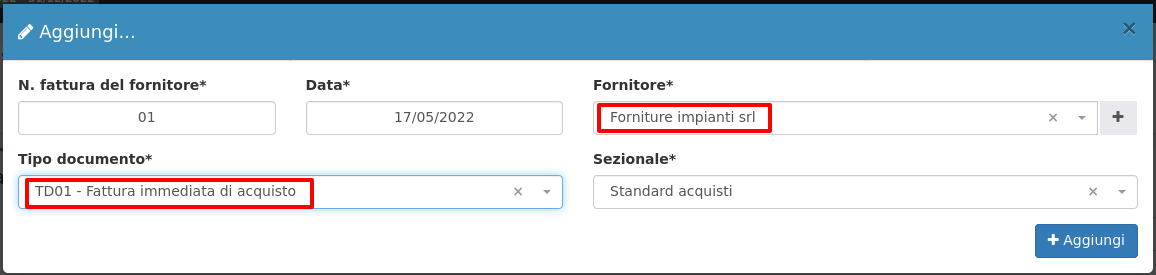 Aggiungi...
×
N. fattura del fornitore*
Data*
Fornitore*
01
17/05/2022
Forniture impianti srl
×
+
Tipo documento*
Sezionale*
TD01 - Fattura immediata di acquisto
×
Standard acquisti
×
+ Aggiungi